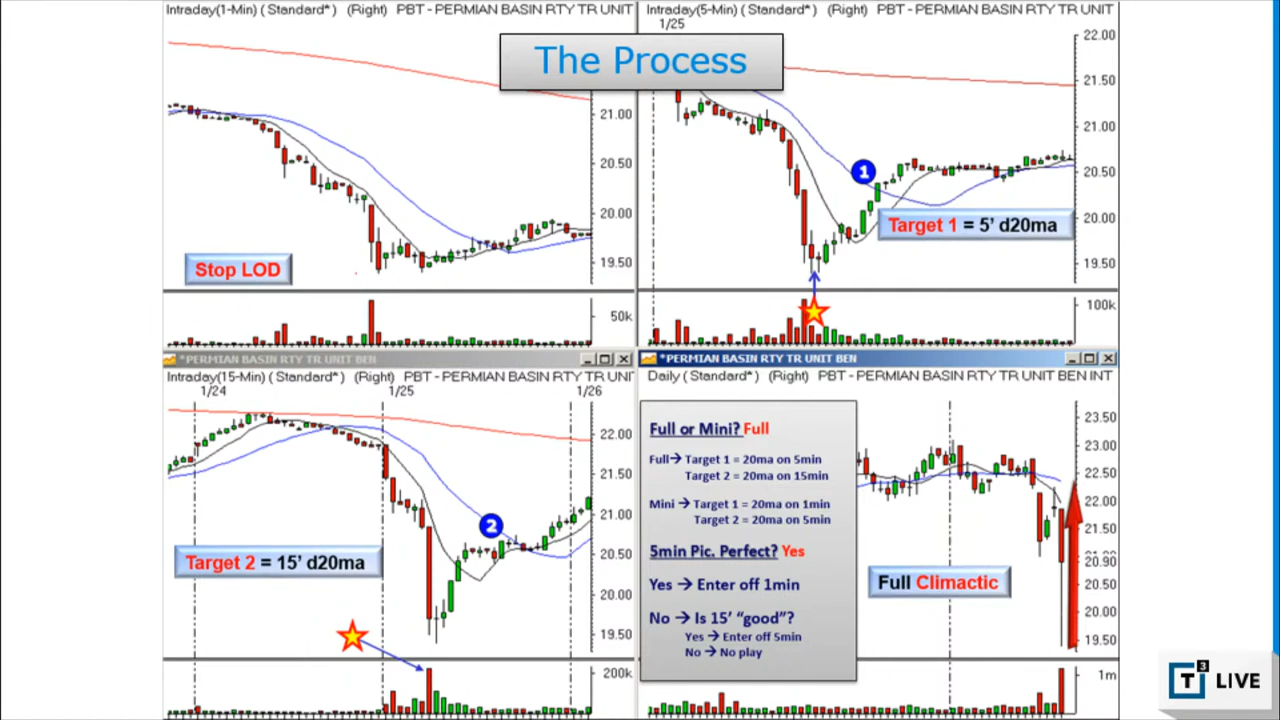 The Process
Intraday(1-Min) (Standard*) (Right) PBT - PERMIAN BASIN RTY TR UNIT
21.00
20.50
20.00
19.50
Stop LOD
50k
Intraday(5-Min) (Standard*) (Right) PBT - PERMIAN BASIN RTY TR UNIT
1/25
22.00
21.50
21.00
20.50
20.00
19.50
1
Target 1 = 5’ d20ma
100k
*PERMIAN BASIN RTY TR UNIT BEN
Intraday(15-Min) (Standard*) (Right) PBT - PERMIAN BASIN RTY TR UNIT
1/24 1/25 1/26
22.00
21.50
21.00
20.50
20.00
19.50
2
Target 2 = 15’ d20ma
200k
*PERMIAN BASIN RTY TR UNIT BEN
Daily (Standard*) (Right) PBT - PERMIAN BASIN RTY TR UNIT BEN INT
Full or Mini? Full
Full→ Target 1 = 20ma on 5min
Target 2 = 20ma on 15min
Mini → Target 1 = 20ma on 1min
Target 2 = 20ma on 5min
5min Pic. Perfect? Yes
Yes → Enter off 1min
No → Is 15’ “good”?
Yes → Enter off 5min
No → No play
23.50
23.00
22.50
22.00
21.50
20.90
20.50
20.00
19.50
Full Climactic
1m
T3 LIVE